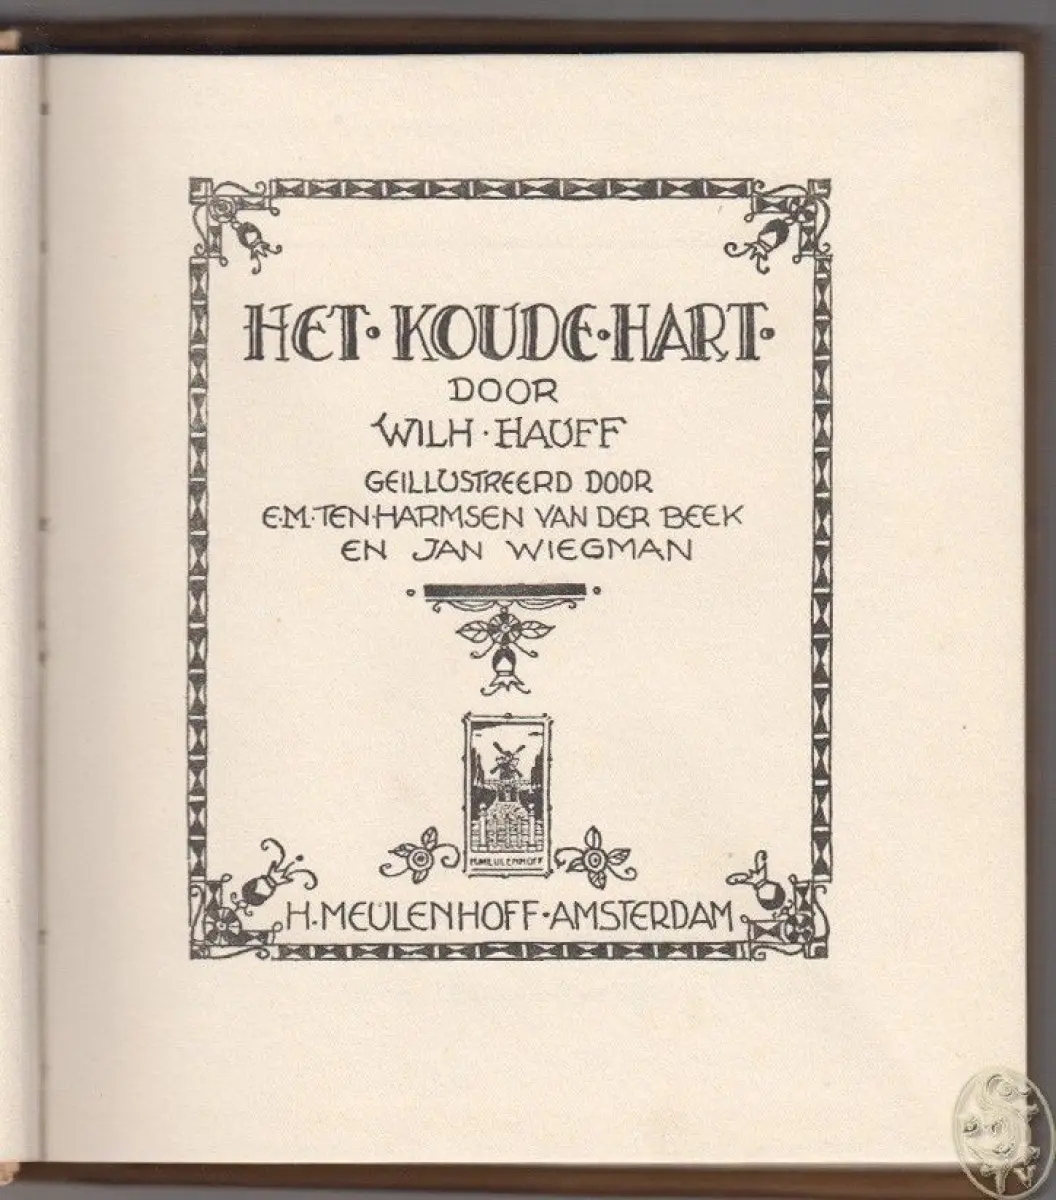 HET·KOUDE·HART·
DOOR
WILH·HAUFF
GEILLUSTREERD DOOR
E·M·TEN·HARMSEN VAN DER BEEK
EN JAN WIEGMAN
H.MEULENHOFF
H·MEULENHOFF·AMSTERDAM